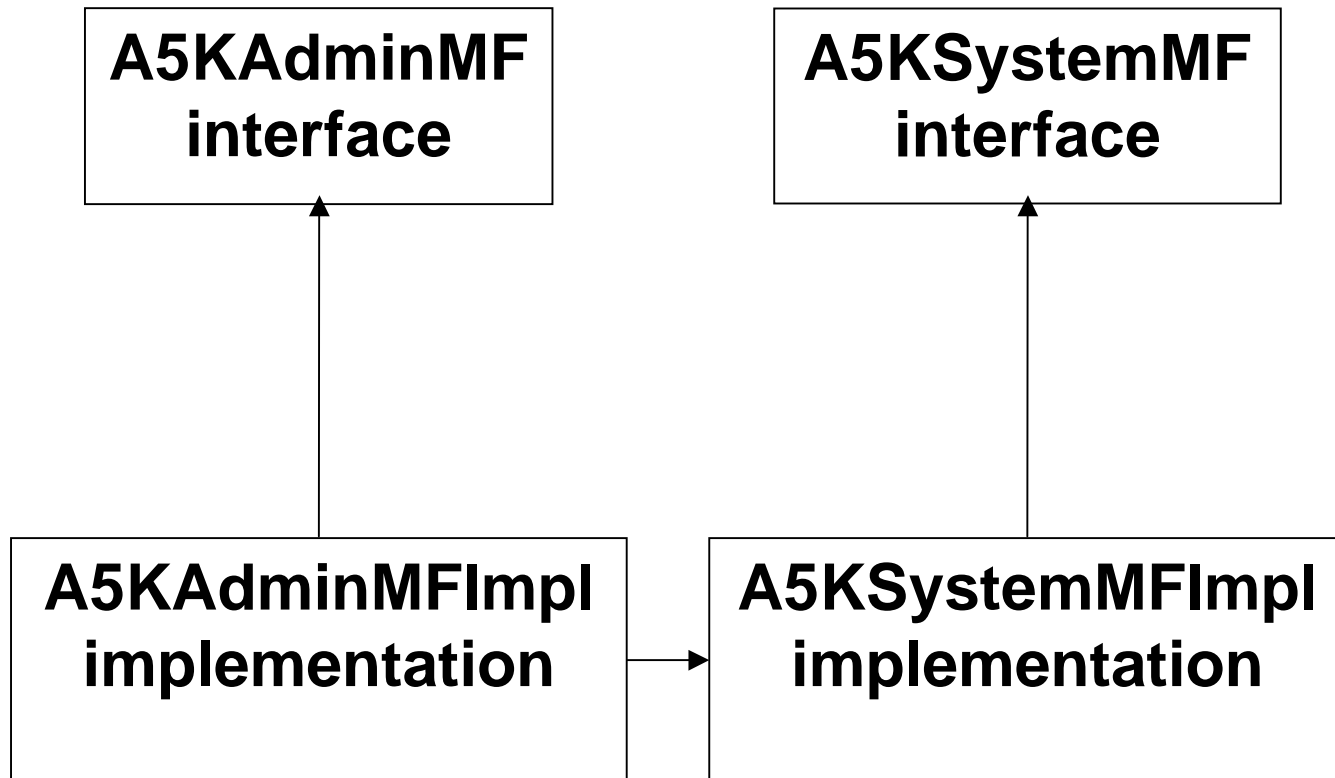 A5KAdminMF
interface
A5KSystemMF
interface
A5KAdminMFImpl
implementation
A5KSystemMFImpl
implementation